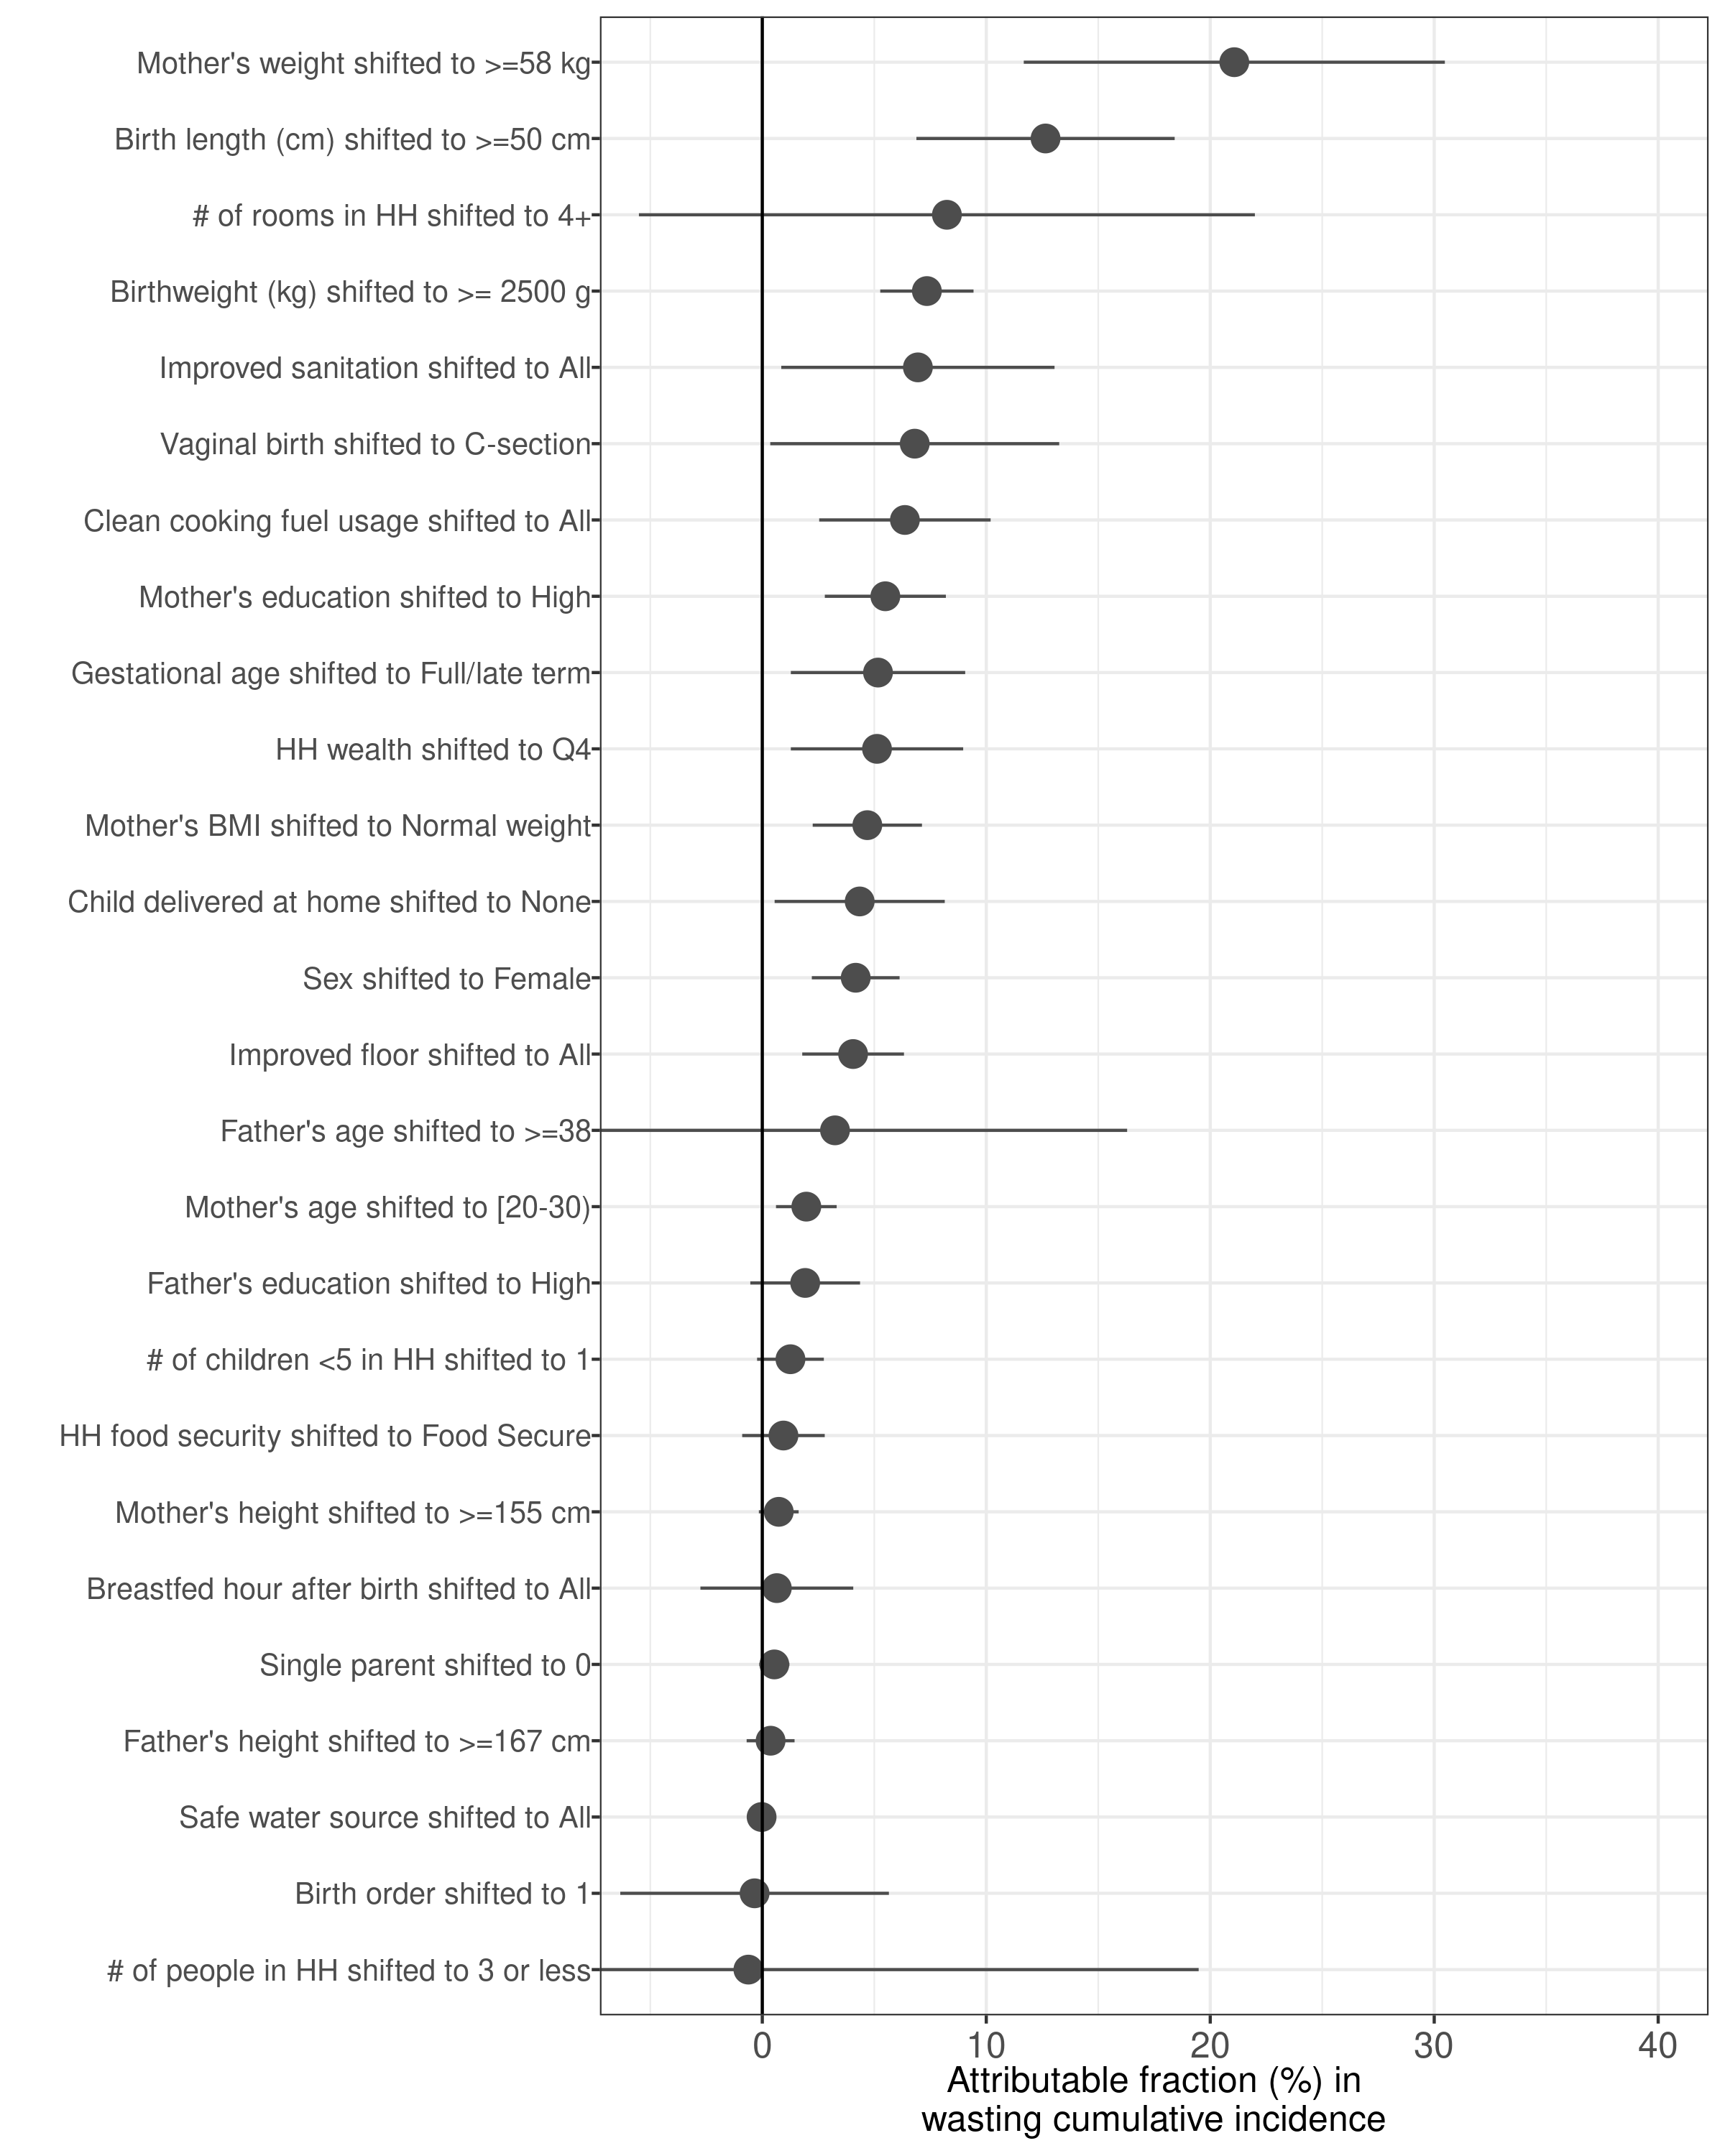 Mother's weight shifted to >=58 kg
Birth length (cm) shifted to >=50 cm
# of rooms in HH shifted to 4+
Birthweight (kg) shifted to >= 2500 g
Improved sanitation shifted to All
Vaginal birth shifted to C-section
Clean cooking fuel usage shifted to All
Mother's education shifted to High
Gestational age shifted to Full/late term
HH wealth shifted to Q4
Mother's BMI shifted to Normal weight
Child delivered at home shifted to None
Sex shifted to Female
Improved floor shifted to All
Father's age shifted to >=38
Mother's age shifted to [20-30)
Father's education shifted to High
# of children <5 in HH shifted to 1
HH food security shifted to Food Secure
Mother's height shifted to >=155 cm
Breastfed hour after birth shifted to All
Single parent shifted to 0
Father's height shifted to >=167 cm
Safe water source shifted to All
Birth order shifted to 1
# of people in HH shifted to 3 or less
0 10 20 30 40
Attributable fraction (%) in
wasting cumulative incidence